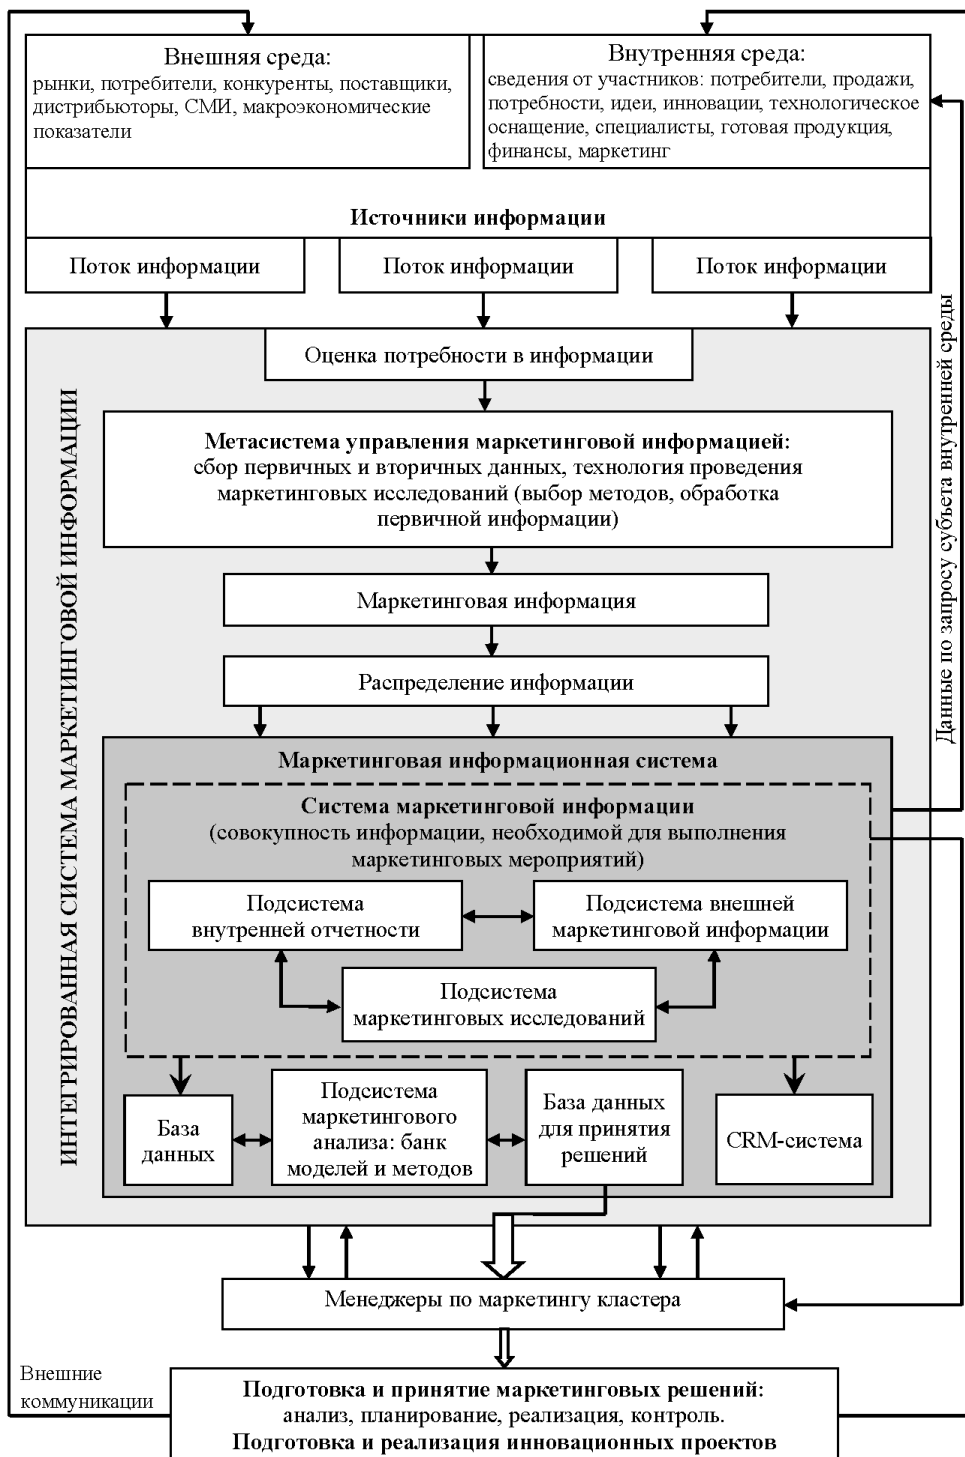 Внешняя среда:
рынки, потребители, конкуренты, поставщики,
дистрибьюторы, СМИ, макроэкономические
показатели
Внутренняя среда:
сведения от участников: потребители, продажи,
потребности, идеи, инновации, технологическое
оснащение, специалисты, готовая продукция,
финансы, маркетинг
Источники информации
Поток информации
Поток информации
Поток информации
Данные по запросу субъета внутренней среды
ИНТЕГРИРОВАННАЯ СИСТЕМА МАРКЕТИНГОВОЙ ИНФОРМАЦИИ
Оценка потребности в информации
Метасистема управления маркетинговой информацией:
сбор первичных и вторичных данных, технология проведения
маркетинговых исследований (выбор методов, обработка
первичной информации)
Маркетинговая информация
Распределение информации
Маркетинговая информационная система
Система маркетинговой информации
(совокупность информации, необходимой для выполнения
маркетинговых мероприятий)
Подсистема
внутренней отчетности
Подсистема внешней
маркетинговой информации
Подсистема
маркетинговых исследований
База
данных
Подсистема
маркетингового
анализа: банк
моделей и методов
База данных
для принятия
решений
CRM-система
Менеджеры по маркетингу кластера
Внешние
коммуникации
Подготовка и принятие маркетинговых решений:
анализ, планирование, реализация, контроль.
Подготовка и реализация инновационных проектов